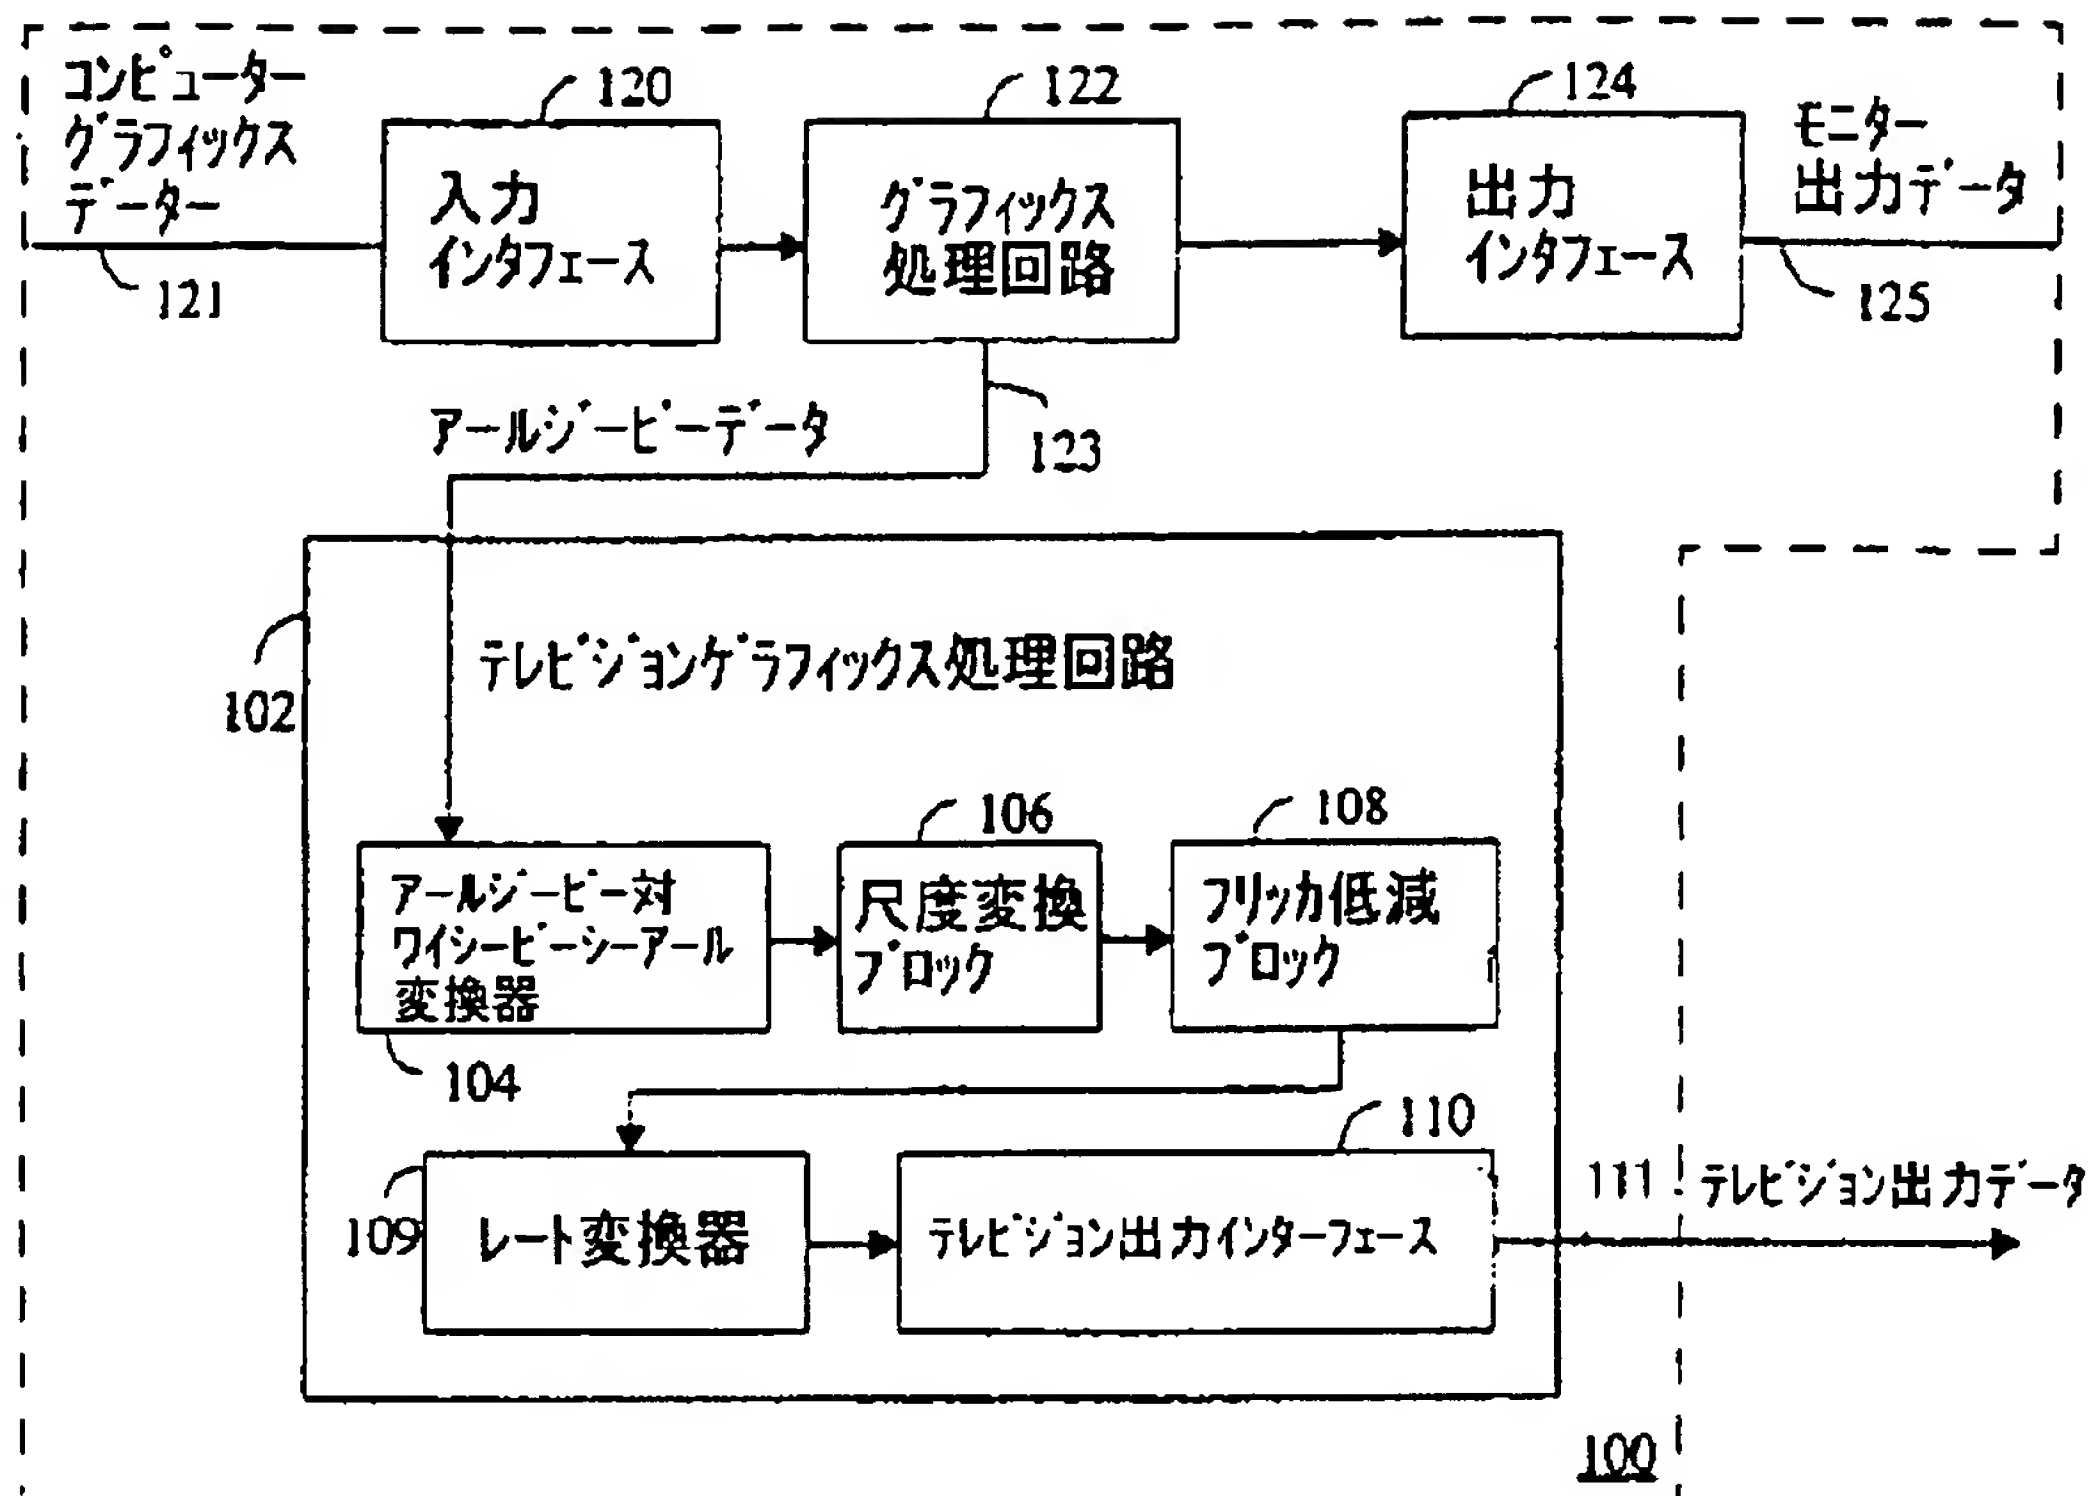 コンピューター
グラフィックス
データー
120
122
124
モニター
出力データ
入力
インタフェース
グラフィックス
処理回路
出力
インタフェース
121
125
アールジービーデータ
123
テレビジョンゲラフィックス処理回路
102
106
108
アールジービー対
ワイシービーシーアール
変換器
尺度変換
ブロック
フリッカ低減
ブロック
104
110
109
レート変換器
テレビジョン出力インターフェース
111
テレビジョン出力データ
100